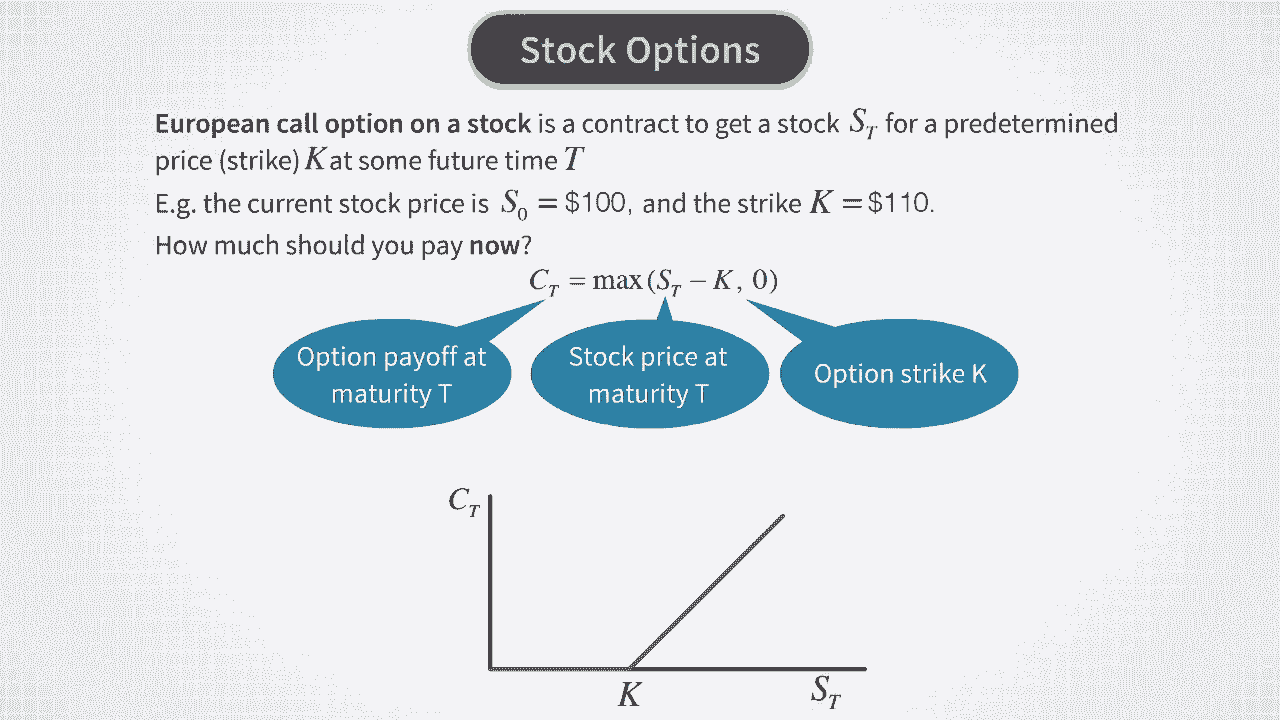 Stock Options
European call option on a stock is a contract to get a stock S_T for a predetermined
price (strike) K at some future time T
E.g. the current stock price is S_0 = $100, and the strike K = $110.
How much should you pay now?
C_T = max(S_T − K, 0)
Option payoff at
maturity T
Stock price at
maturity T
Option strike K
C_T
K
S_T